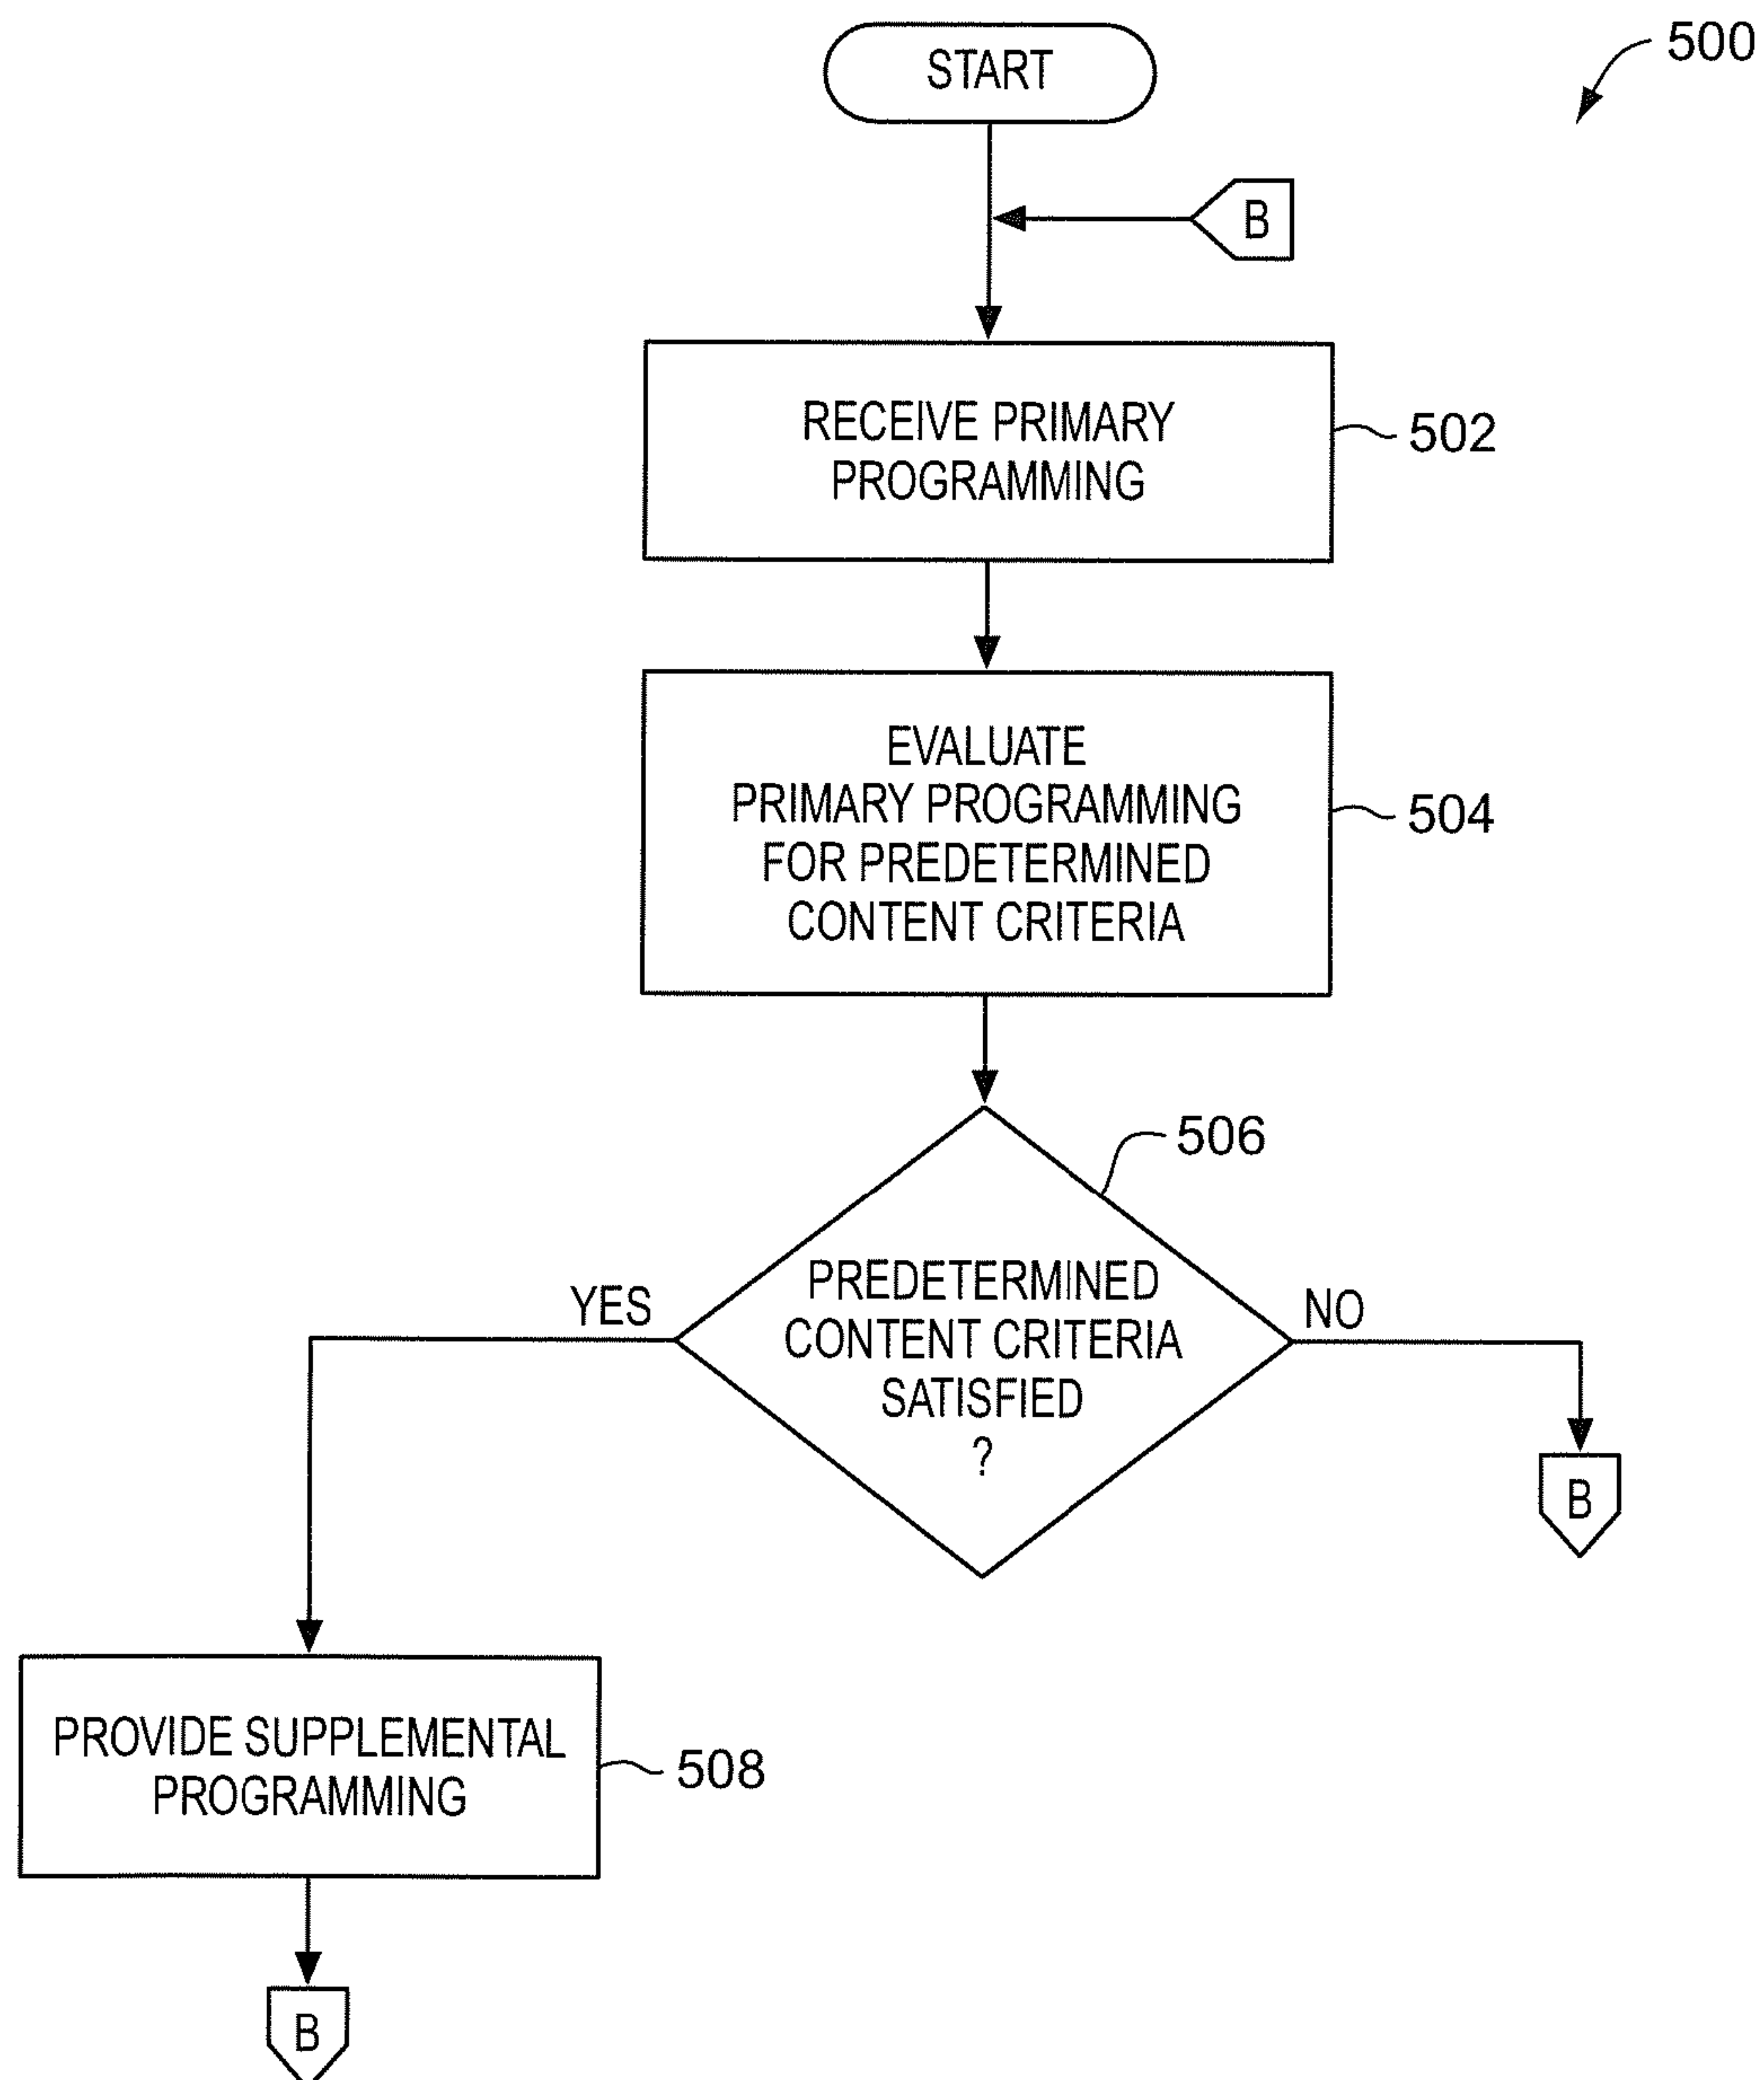 START
500
B
RECEIVE PRIMARY
PROGRAMMING
502
EVALUATE
PRIMARY PROGRAMMING
FOR PREDETERMINED
CONTENT CRITERIA
504
506
PREDETERMINED
CONTENT CRITERIA
SATISFIED
?
YES
NO
B
PROVIDE SUPPLEMENTAL
PROGRAMMING
508
B